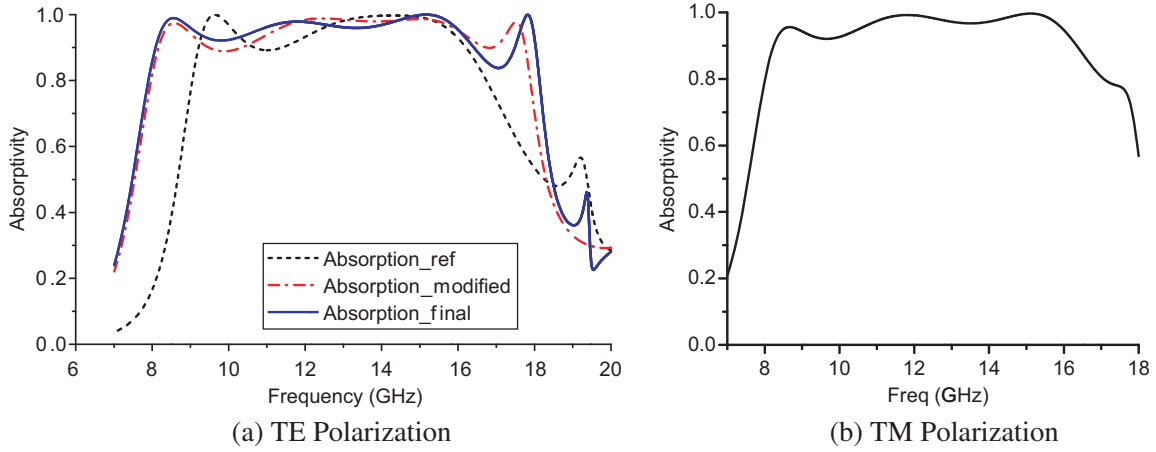 1.0
0.8
0.6
0.4
0.2
0.0
6
8
10
12
14
16
18
20
Absorptivity
Frequency (GHz)
Absorption_ref
Absorption_modified
Absorption_final
(a) TE Polarization
1.0
0.8
0.6
0.4
0.2
0.0
8
10
12
14
16
18
Absorptivity
Freq (GHz)
(b) TM Polarization